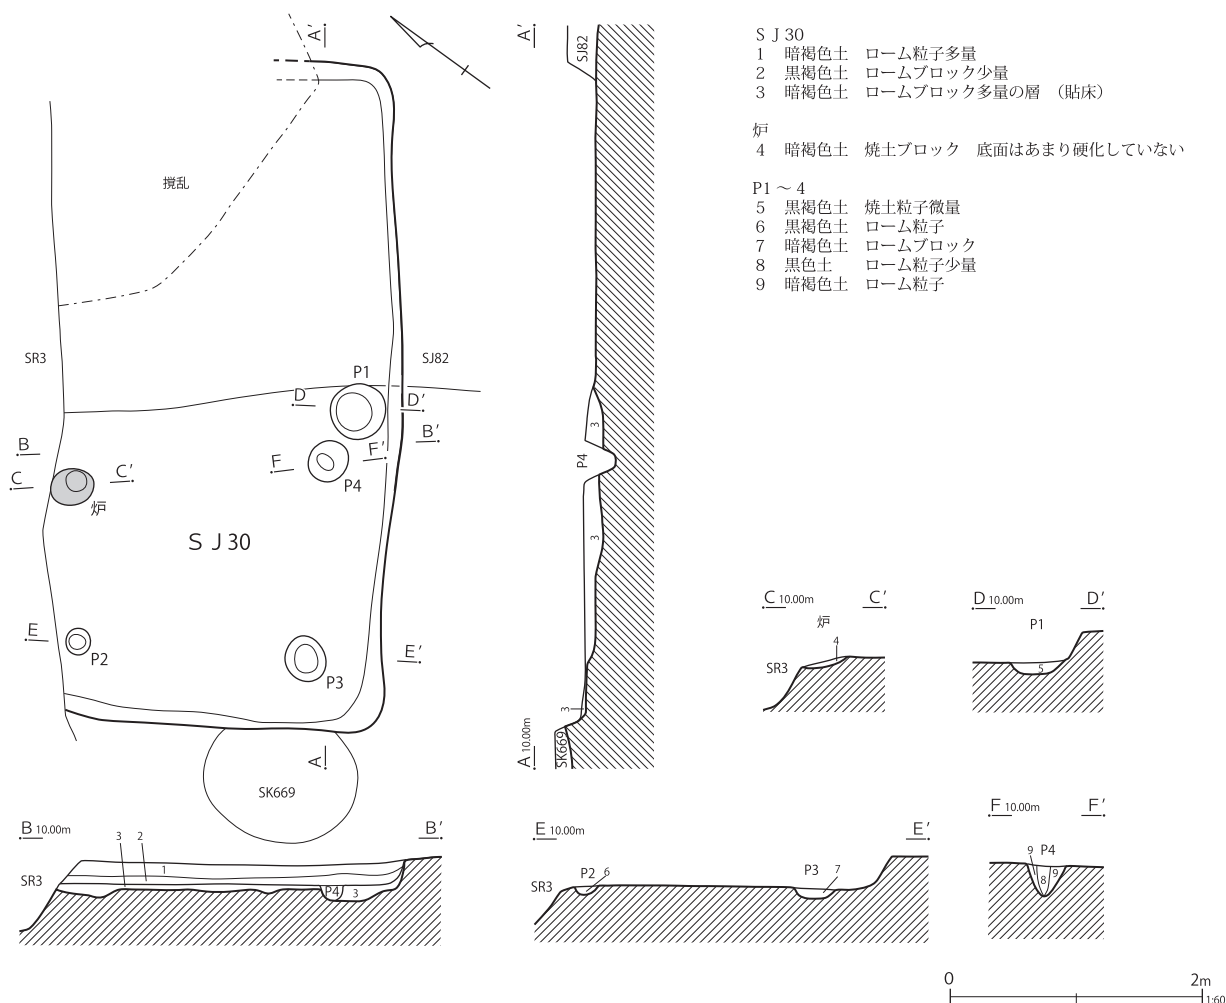 ＳＪ30
1　暗褐色土　ローム粒子多量
2　黒褐色土　ロームブロック少量
3　暗褐色土　ロームブロック多量の層　（貼床）
炉
4　暗褐色土　焼土ブロック　底面はあまり硬化していない
P1～4
5　黒褐色土　焼土粒子微量
6　黒褐色土　ローム粒子
7　暗褐色土　ロームブロック
8　黒色土　　ローム粒子少量
9　暗褐色土　ローム粒子
A′
撹乱
SR3
SJ82
P1
D
D′
B
B′
F
F′
C
C′
P4
炉
ＳＪ30
E
E′
P2
P3
A
SK669
A′
SJ82
3
P4
3
3
A 10.00m
SK669
C 10.00m
C′
炉
4
SR3
D 10.00m
D′
P1
5
B 10.00m
B′
3
2
1
SR3
P4
3
E 10.00m
E′
SR3
P2
6
P3
7
F 10.00m
F′
9
P4
8
9
0
2m
1:60